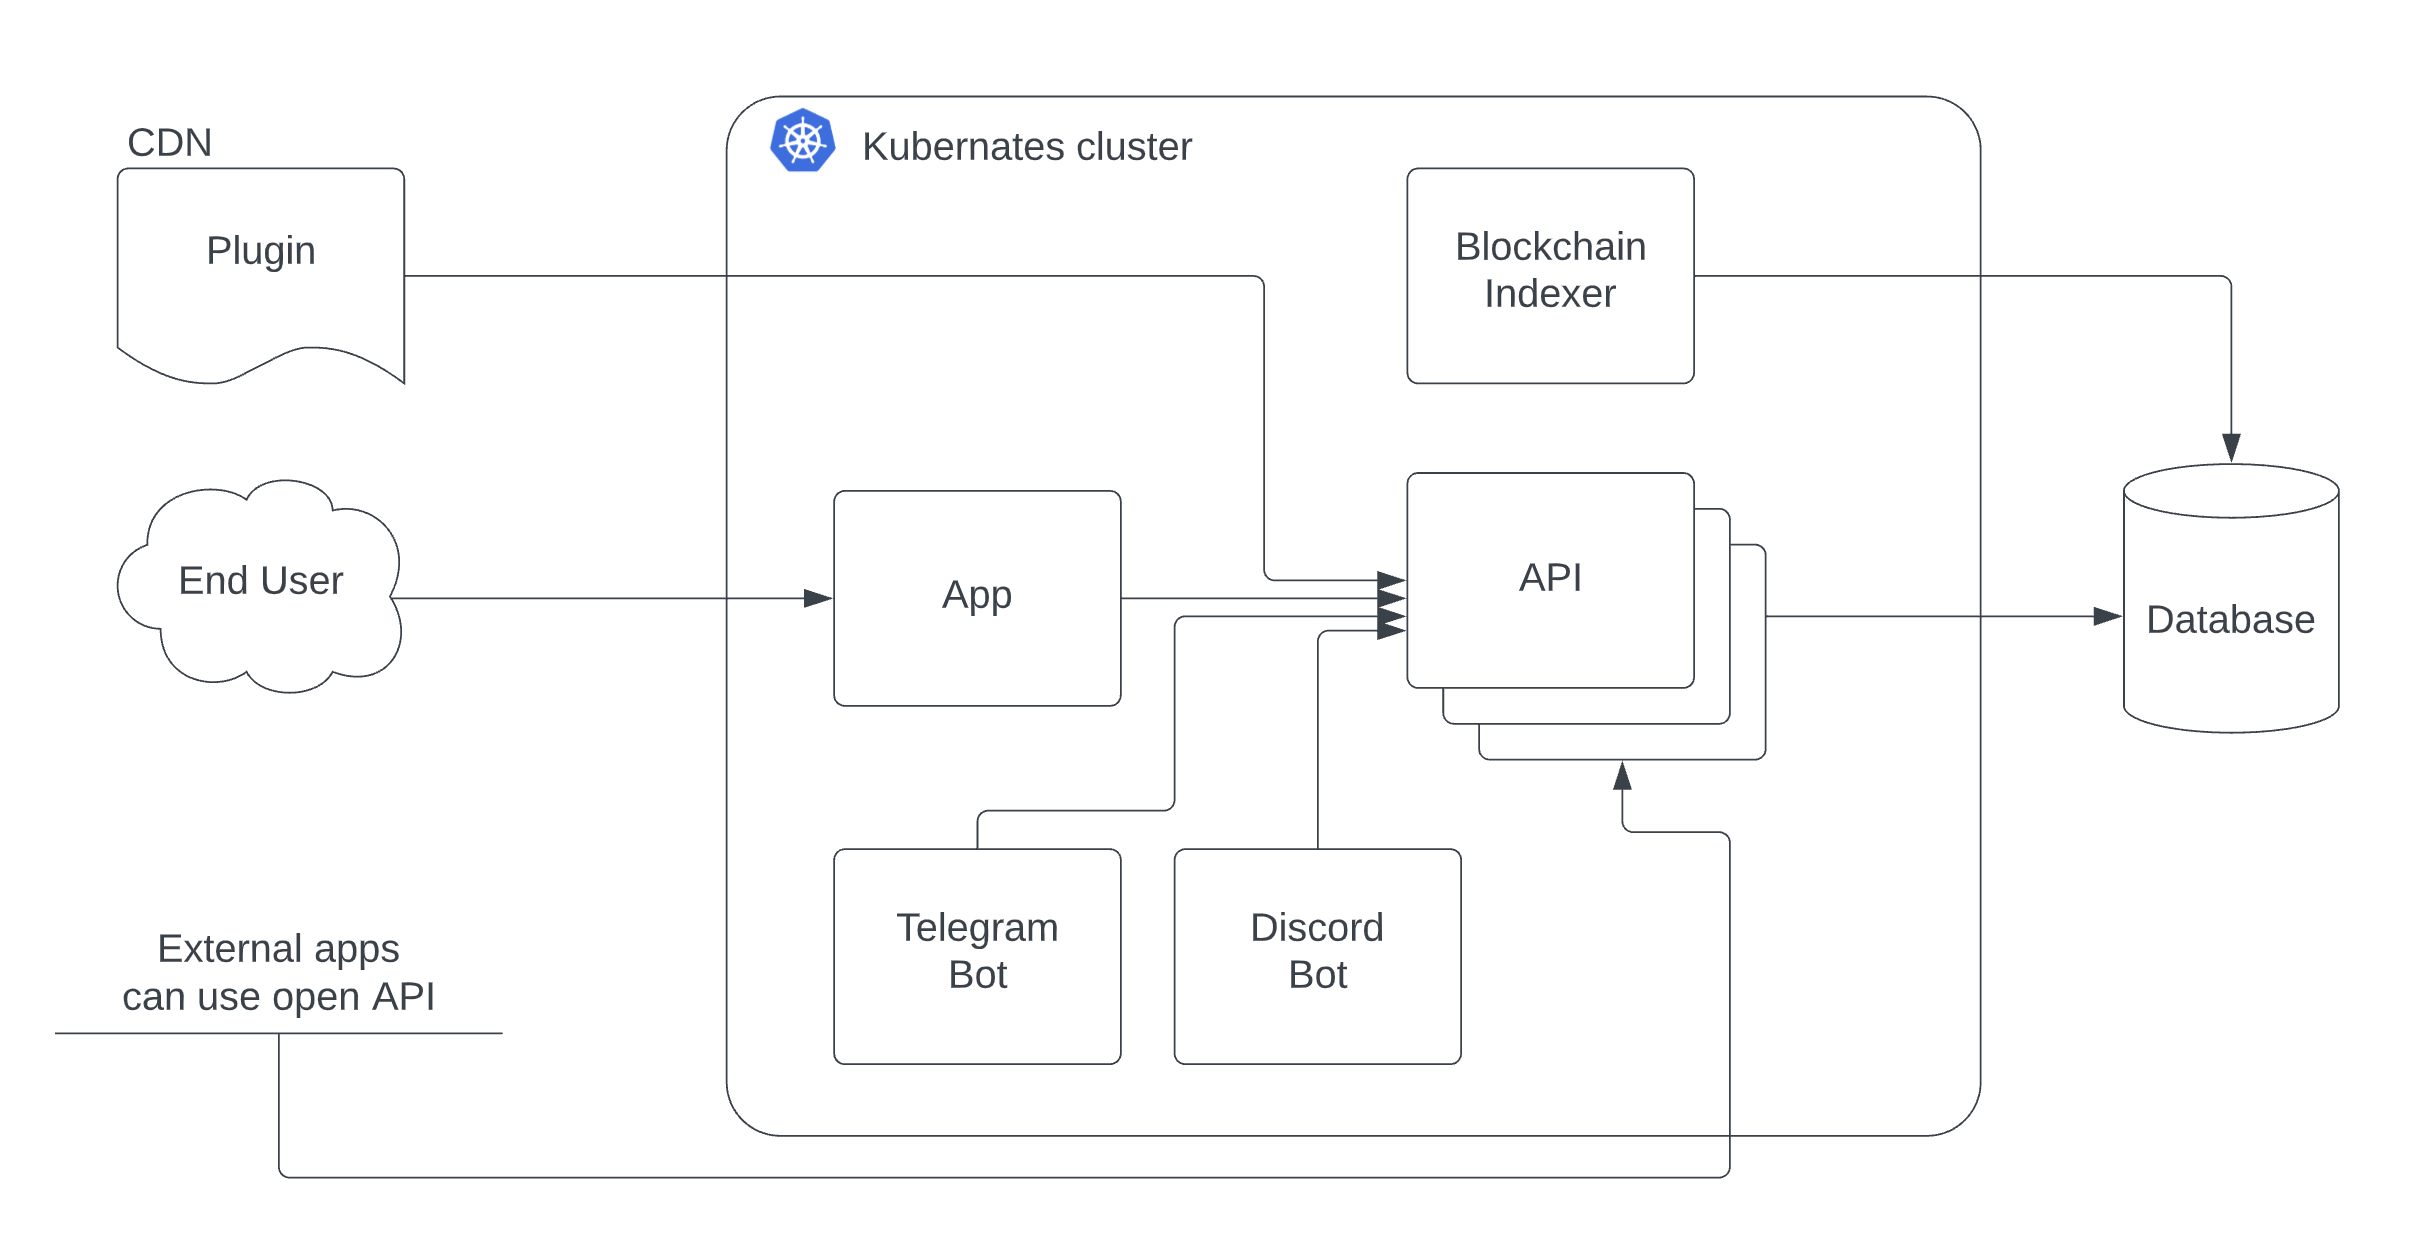 CDN
Kubernates cluster
Plugin
Blockchain
Indexer
End User
App
API
Database
Telegram
Bot
Discord
Bot
External apps
can use open API